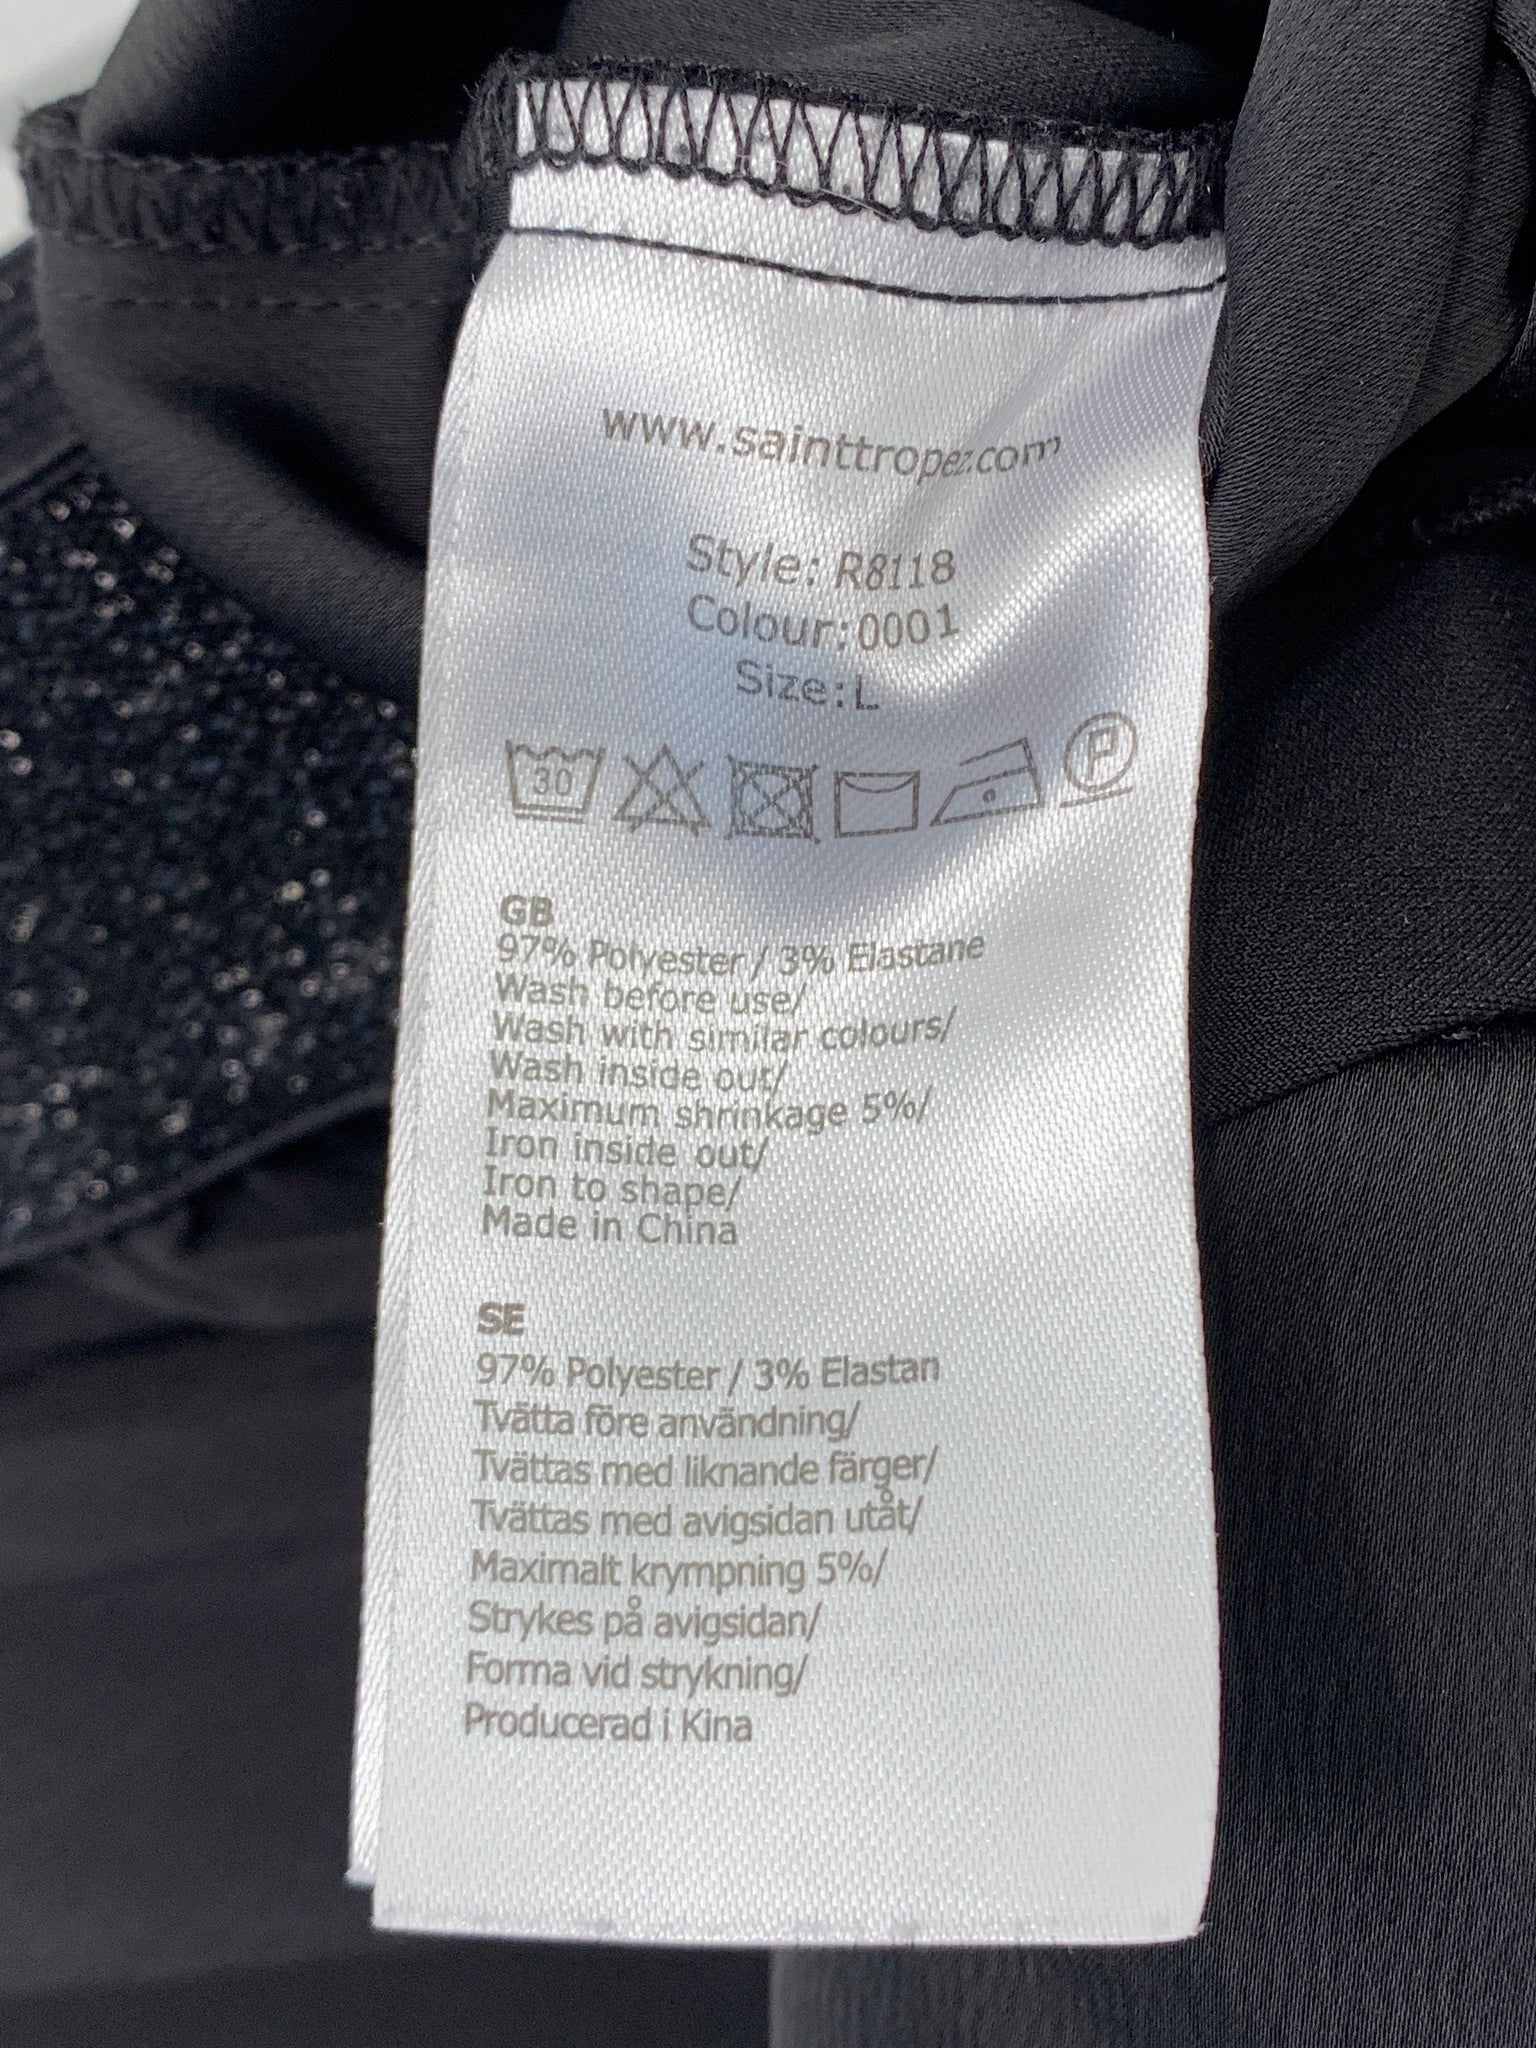 www.sainttropez.com
Style: R8118
Colour:0001
Size:L
30
P
GB
97% Polyester / 3% Elastane
Wash before use/
Wash with similar colours/
Wash inside out/
Maximum shrinkage 5%/
Iron inside out/
Iron to shape/
Made in China
SE
97% Polyester / 3% Elastan
Tvätta före användning/
Tvättas med liknande färger/
Tvättas med avigsidan utåt/
Maximalt krympning 5%/
Strykes på avigsidan/
Forma vid strykning/
Producerad i Kina